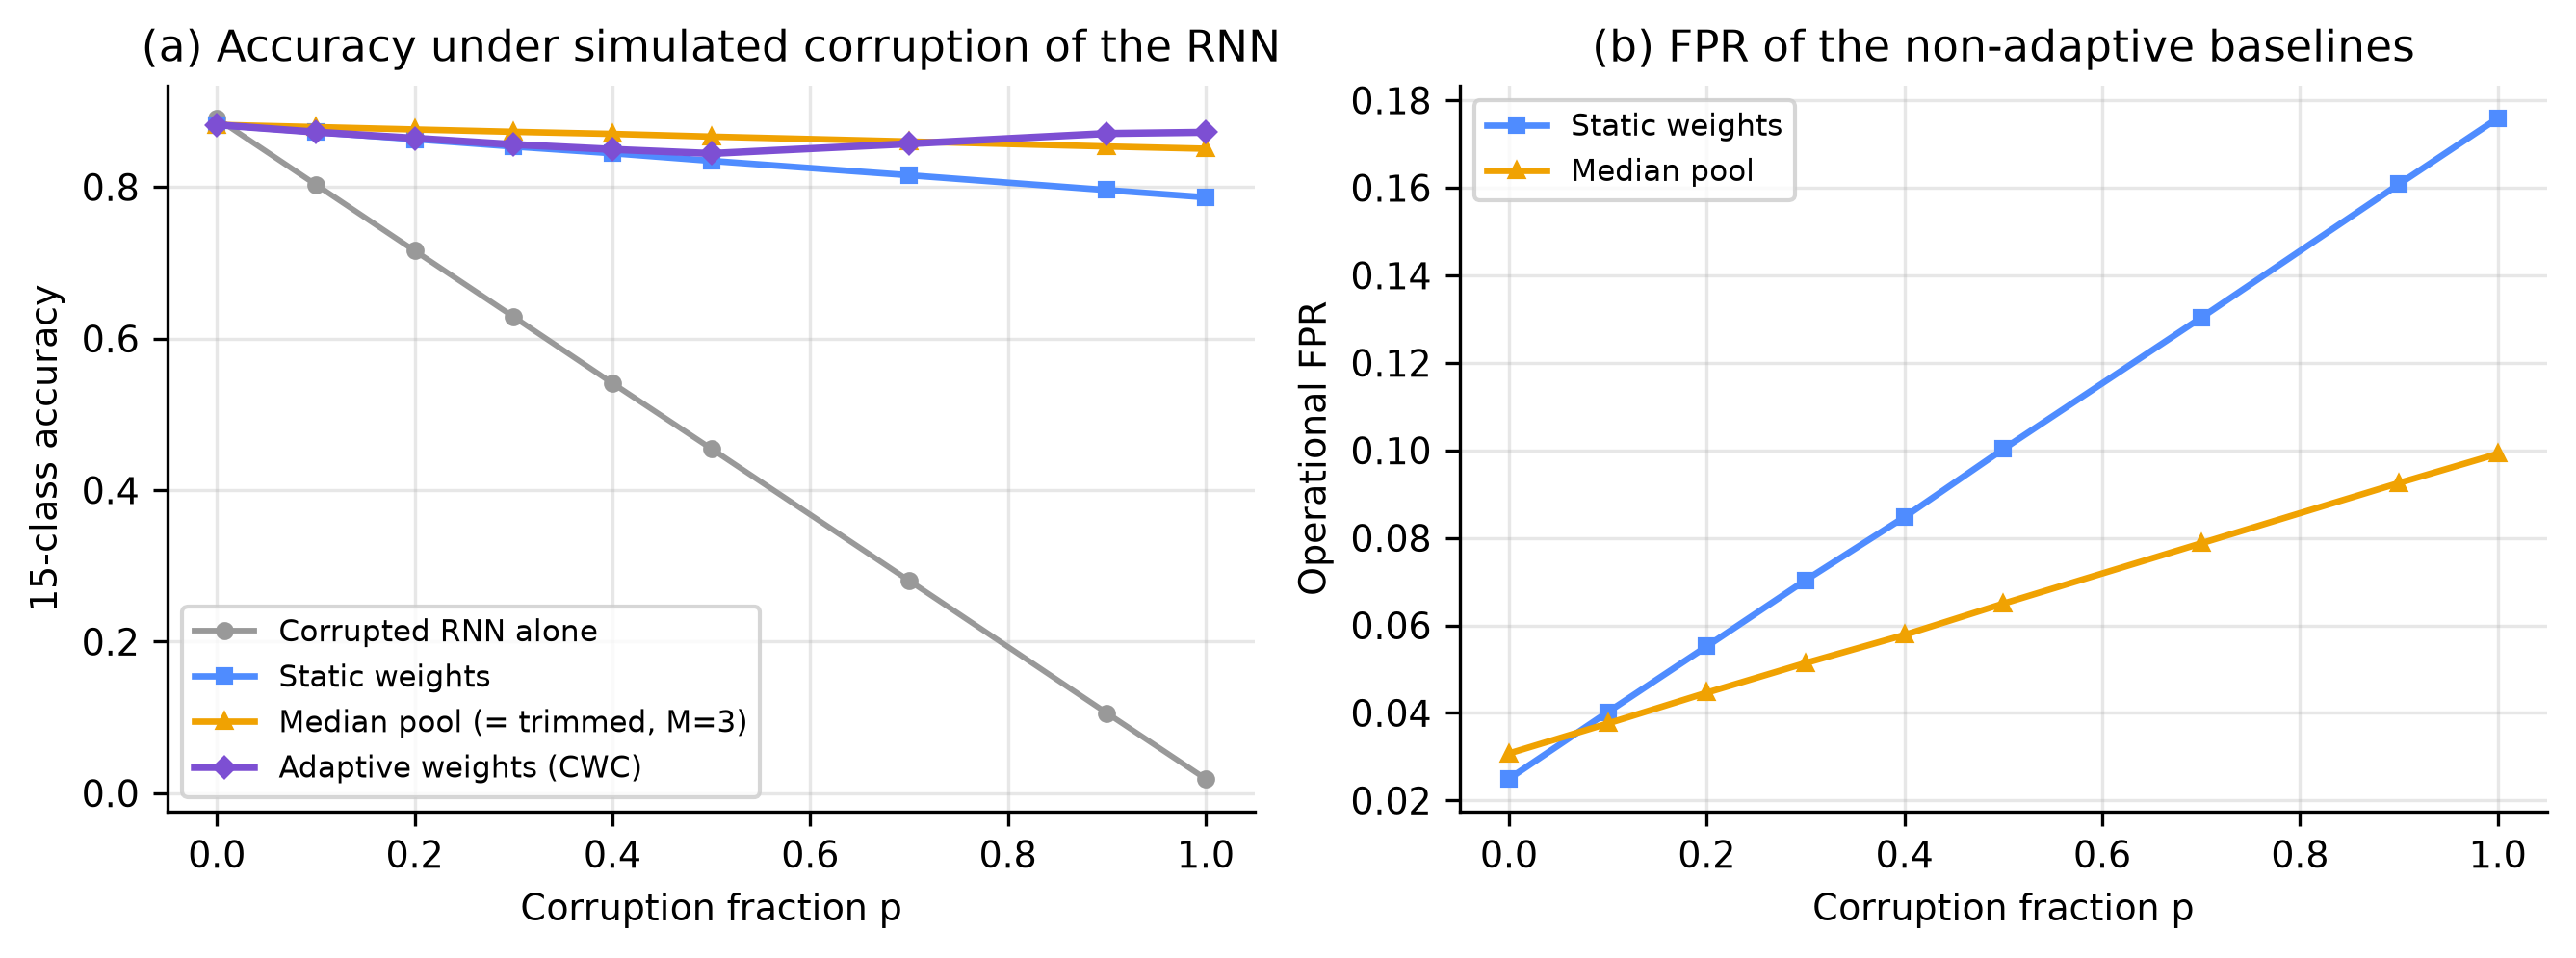 (a) Accuracy under simulated corruption of the RNN
15-class accuracy
0.8
0.6
0.4
0.2
0.0
Corrupted RNN alone
Static weights
Median pool (= trimmed, M=3)
Adaptive weights (CWC)
0.0 0.2 0.4 0.6 0.8 1.0
Corruption fraction p
(b) FPR of the non-adaptive baselines
Operational FPR
0.18
0.16
0.14
0.12
0.10
0.08
0.06
0.04
0.02
Static weights
Median pool
0.0 0.2 0.4 0.6 0.8 1.0
Corruption fraction p